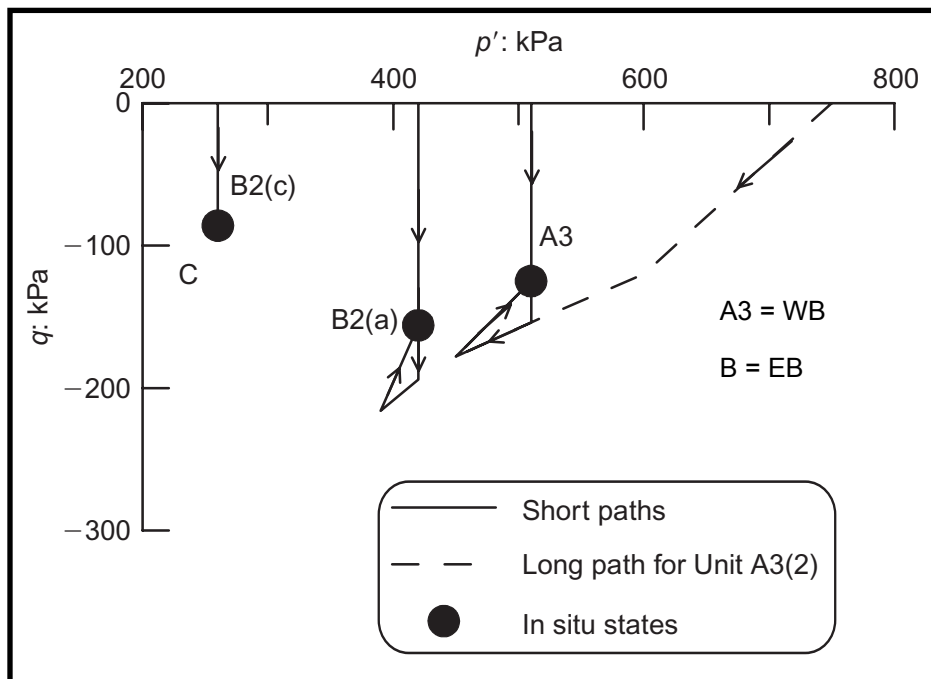 p′: kPa
200 400 600 800
0
B2(c)
−100
A3
C
B2(a)
A3 = WB
B = EB
q: kPa
−200
−300
Short paths
Long path for Unit A3(2)
In situ states